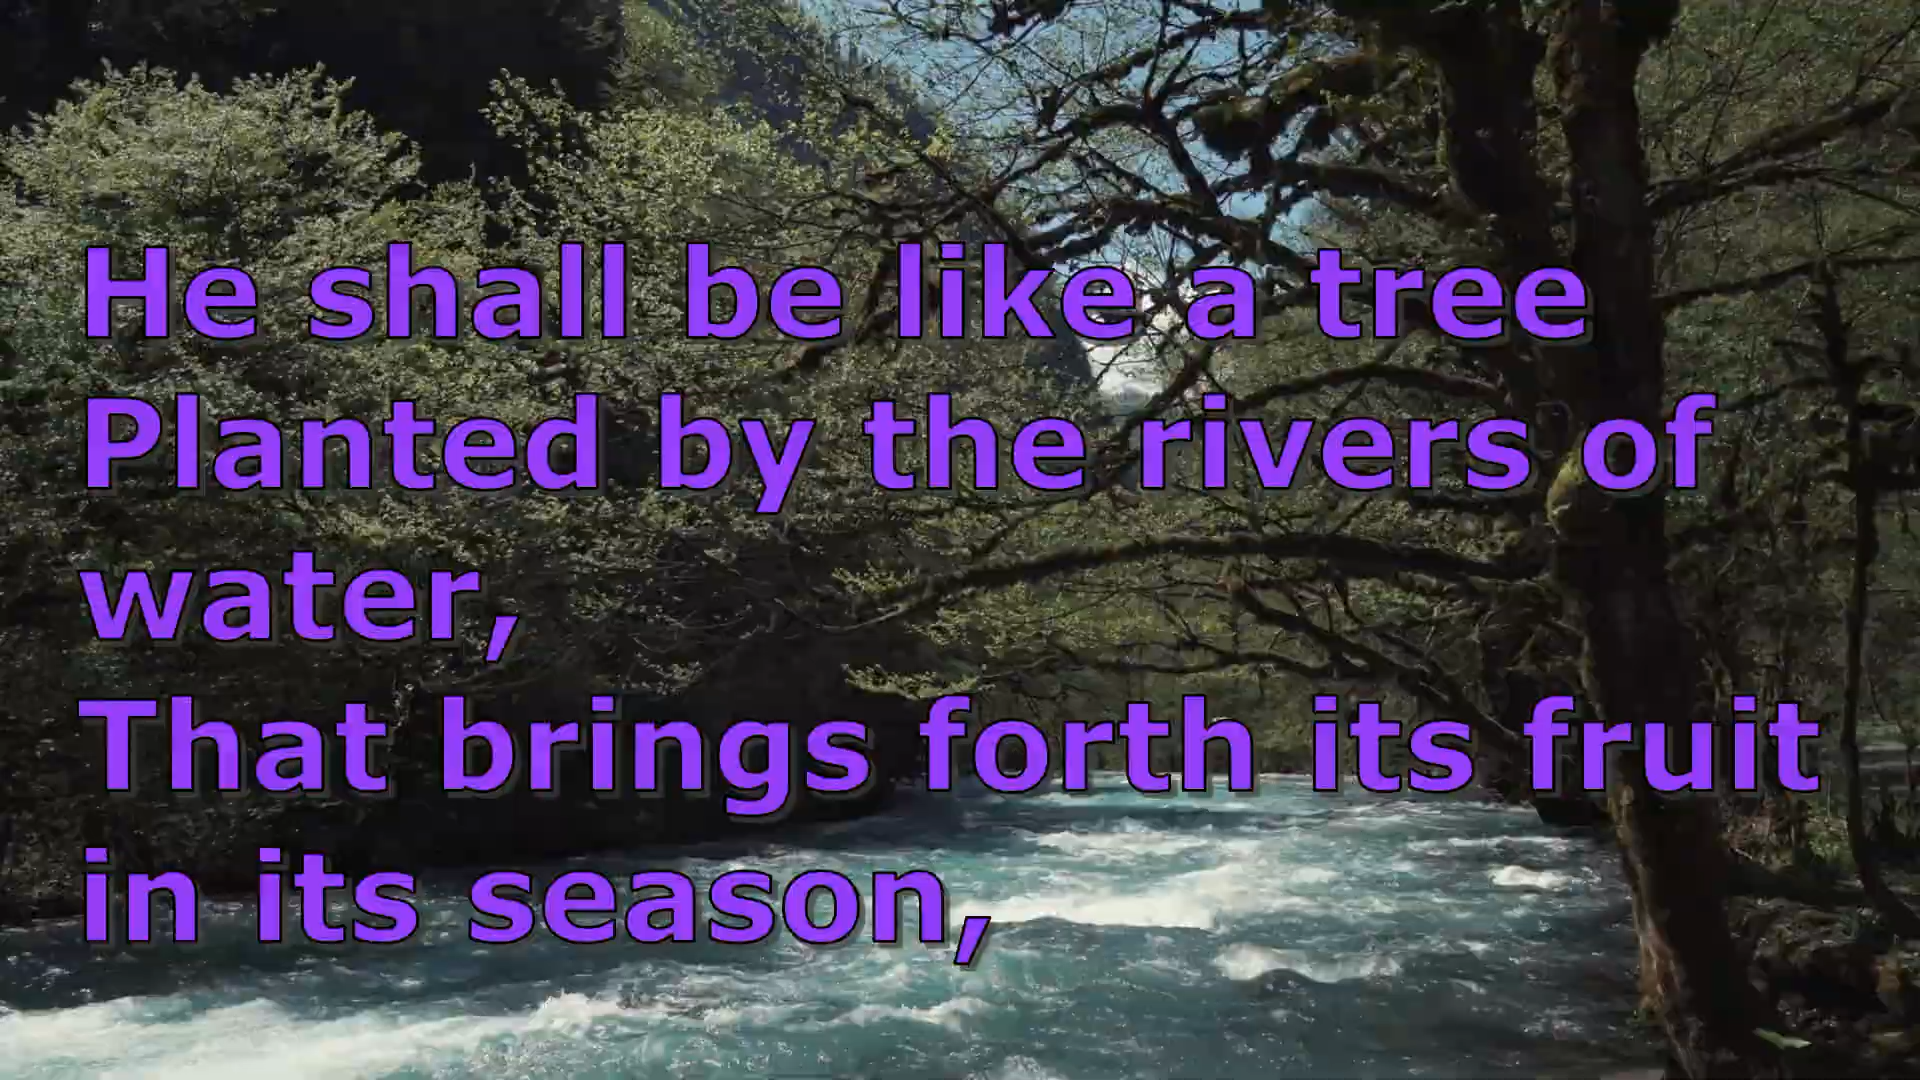 He shall be like a tree
Planted by the rivers of
water,
That brings forth its fruit
in its season,